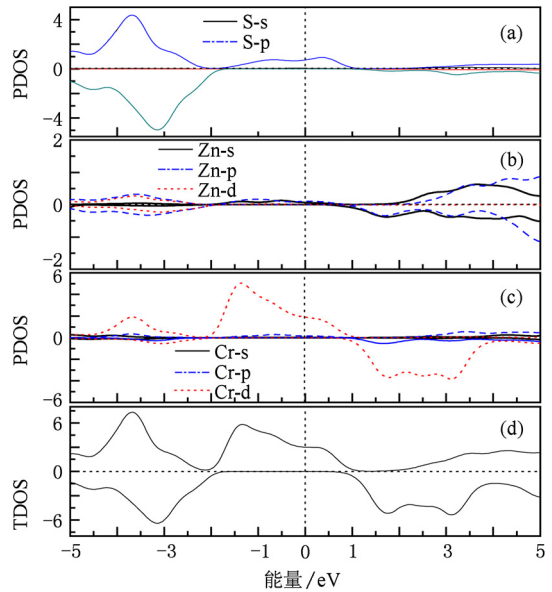 4
0
-4
PDOS
S-s
S-p
(a)
2
0
-2
PDOS
Zn-s
Zn-p
Zn-d
(b)
6
0
-6
PDOS
Cr-s
Cr-p
Cr-d
(c)
6
0
-6
TDOS
(d)
-5 -3 -1 0 1 3 5
能量/eV